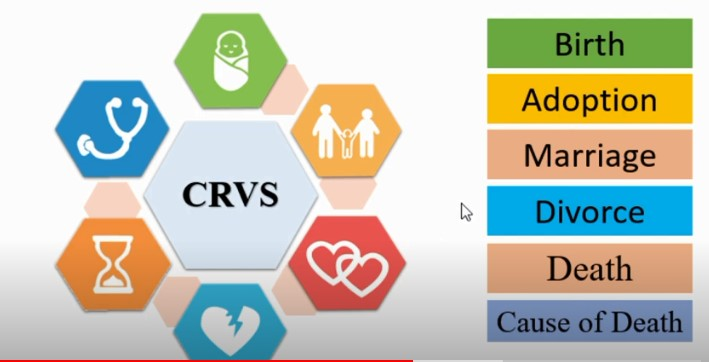 CRVS
Birth
Adoption
Marriage
Divorce
Death
Cause of Death